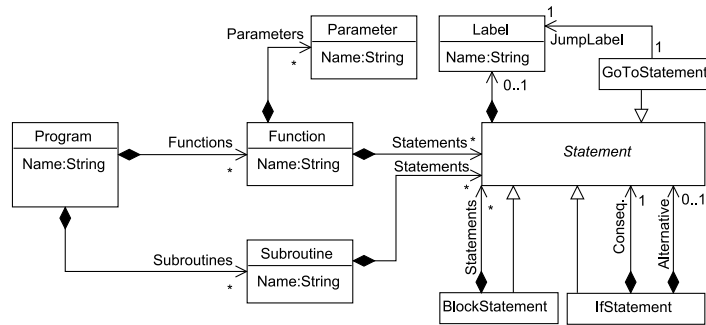 Parameter
Name:String
Parameters
*
Label
Name:String
1
JumpLabel
1
GoToStatement
0..1
Program
Name:String
Functions
*
Function
Name:String
Statements
*
Statements
*
Statement
Subroutines
*
Subroutine
Name:String
Statements
*
Conseq.
1
Alternative
0..1
BlockStatement
IfStatement